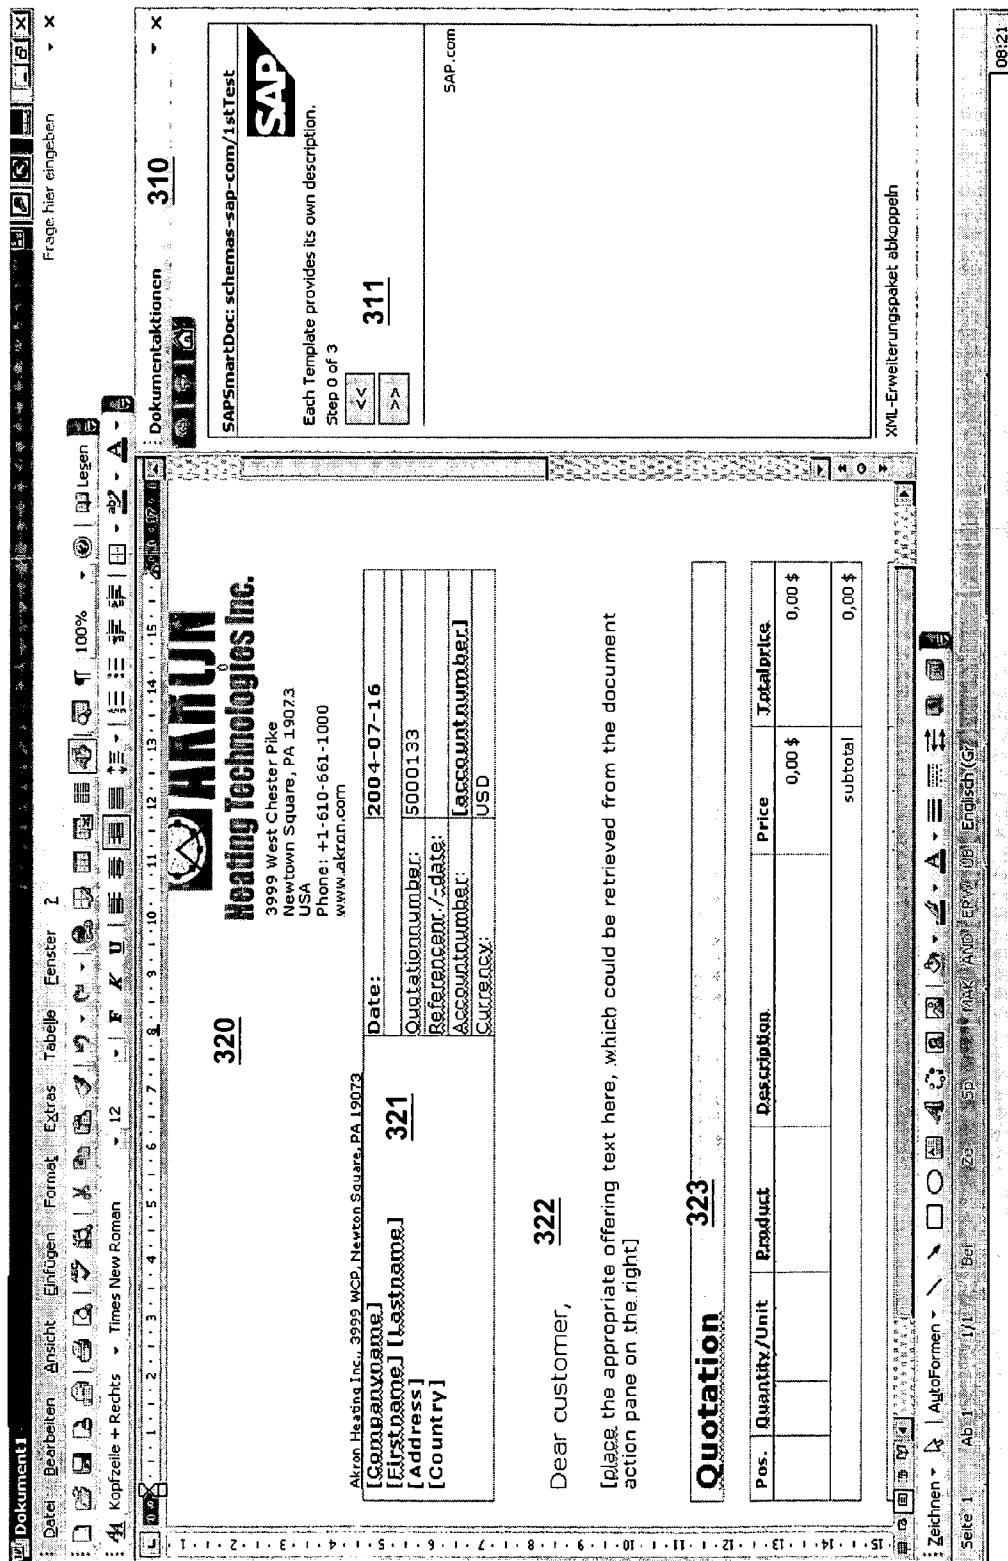 Dokument1
Datei Bearbeiten Ansicht Einfügen Format Extras Tabelle Fenster ? Frage hier eingeben
100% Lesen
Kopfzeile + Rechts Times New Roman 12 F K U
AKRON
Heating Technologies Inc.
3999 West Chester Pike
Newtown Square, PA 19073
USA
Phone: +1-610-661-1000
www.akron.com
320
Akron Heating Inc., 3999 WCP, Newton Square, PA 19073
[Companyname]
[Firstname] [Lastname]
[Address]
[Country]
321
Date: 2004-07-16
Quotationnumber: 5000133
Referencenr./-date:
Accountnumber: [accountnumber]
Currency: USD
Dear customer,
322
[place the appropriate offering text here, which could be retrieved from the document
action pane on the right]
Quotation
323
Pos. Quantity/Unit Product Description Price Totalprice
0,00 $ 0,00 $
subtotal 0,00 $
Dokumentaktionen
310
SAPSmartDoc: schemas-sap-com/1stTest
SAP
Each Template provides its own description.
Step 0 of 3
<<
>>
311
SAP.com
XML-Erweiterungspaket abkoppeln
Zeichnen AutoFormen
Seite 1 Ab 1 1/1 Bei Ze Sp MAK ÄND ERW ÜB Englisch (Gr
08:21